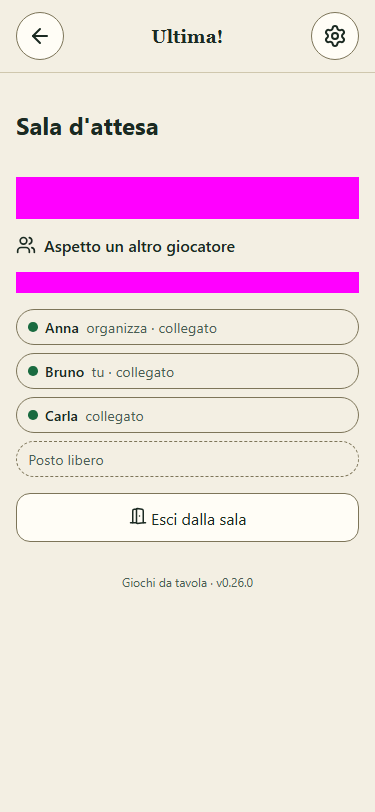 Ultima!
Sala d'attesa
Aspetto un altro giocatore
Anna organizza · collegato
Bruno tu · collegato
Carla collegato
Posto libero
Esci dalla sala
Giochi da tavola · v0.26.0